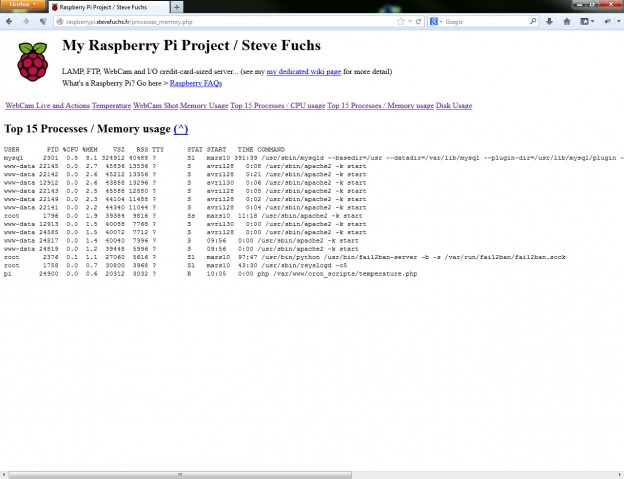 Firefox
Raspberry Pi Project / Steve Fuchs
raspberrypi.stevefuchs.fr/processes_memory.php
Google
My Raspberry Pi Project / Steve Fuchs
LAMP, FTP, WebCam and I/O credit-card-sized server... (see my my dedicated wiki page for more detail)
What's a Raspberry Pi? Go here > Raspberry FAQs
WebCam Live and Actions Temperature WebCam Shot Memory Usage Top 15 Processes / CPU usage Top 15 Processes / Memory usage Disk Usage
Top 15 Processes / Memory usage (^)
USER PID %CPU %MEM VSZ RSS TTY STAT START TIME COMMAND
mysql 2301 0.5 8.1 324912 40488 ? Sl mars10 391:39 /usr/sbin/mysqld --basedir=/usr --datadir=/var/lib/mysql --plugin-dir=/usr/lib/mysql/plugin -
www-data 22145 0.0 2.7 45836 13536 ? S avril28 0:08 /usr/sbin/apache2 -k start
www-data 22142 0.0 2.6 45212 13356 ? S avril28 0:21 /usr/sbin/apache2 -k start
www-data 12912 0.0 2.6 43888 13296 ? S avril30 0:06 /usr/sbin/apache2 -k start
www-data 22143 0.0 2.5 45588 12880 ? S avril28 0:07 /usr/sbin/apache2 -k start
www-data 22149 0.0 2.3 44104 11488 ? S avril28 0:02 /usr/sbin/apache2 -k start
www-data 22141 0.0 2.2 44340 11044 ? S avril28 0:04 /usr/sbin/apache2 -k start
root 1796 0.0 1.9 39384 9816 ? Ss mars10 11:18 /usr/sbin/apache2 -k start
www-data 12913 0.0 1.5 40088 7768 ? S avril30 0:00 /usr/sbin/apache2 -k start
www-data 24585 0.0 1.5 40072 7712 ? S avril28 0:00 /usr/sbin/apache2 -k start
www-data 24817 0.0 1.4 40040 7396 ? S 09:56 0:00 /usr/sbin/apache2 -k start
www-data 24819 0.0 1.2 39448 5996 ? S 09:56 0:00 /usr/sbin/apache2 -k start
root 2376 0.1 1.1 27060 5616 ? Sl mars10 97:47 /usr/bin/python /usr/bin/fail2ban-server -b -s /var/run/fail2ban/fail2ban.sock
root 1758 0.0 0.7 30800 3968 ? Sl mars10 43:30 /usr/sbin/rsyslogd -c5
pi 24900 0.0 0.6 20312 3032 ? R 10:05 0:00 php /var/www/cron_scripts/temperature.php